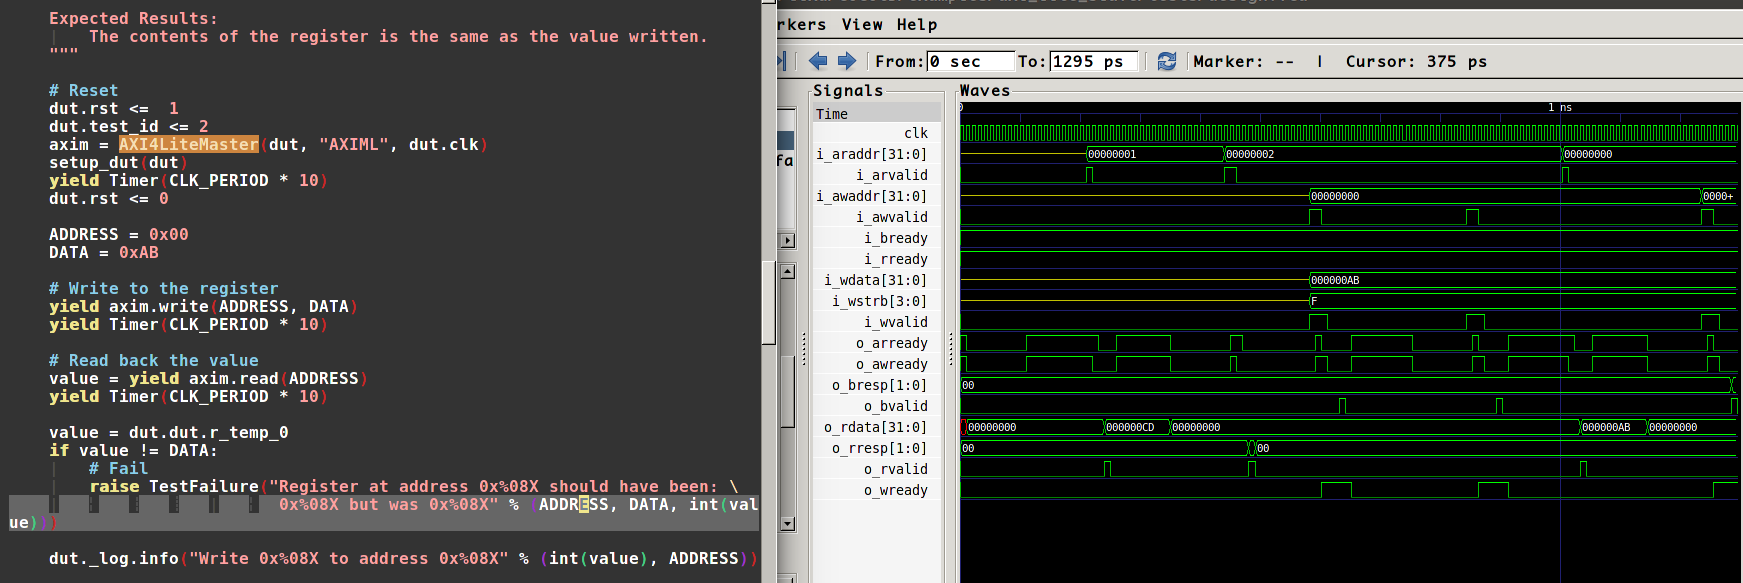 Expected Results:
The contents of the register is the same as the value written.
"""
# Reset
dut.rst <=  1
dut.test_id <= 2
axim = AXI4LiteMaster(dut, "AXIML", dut.clk)
setup_dut(dut)
yield Timer(CLK_PERIOD * 10)
dut.rst <= 0
ADDRESS = 0x00
DATA = 0xAB
# Write to the register
yield axim.write(ADDRESS, DATA)
yield Timer(CLK_PERIOD * 10)
# Read back the value
value = yield axim.read(ADDRESS)
yield Timer(CLK_PERIOD * 10)
value = dut.dut.r_temp_0
if value != DATA:
# Fail
raise TestFailure("Register at address 0x%08X should have been: \
0x%08X but was 0x%08X" % (ADDRESS, DATA, int(val
ue)))
dut._log.info("Write 0x%08X to address 0x%08X" % (int(value), ADDRESS))
rkers View Help
From: 0 sec To: 1295 ps Marker: -- | Cursor: 375 ps
fa
Signals
Time
clk
i_araddr[31:0]
i_arvalid
i_awaddr[31:0]
i_awvalid
i_bready
i_rready
i_wdata[31:0]
i_wstrb[3:0]
i_wvalid
o_arready
o_awready
o_bresp[1:0]
o_bvalid
o_rdata[31:0]
o_rresp[1:0]
o_rvalid
o_wready
Waves
0 1 ns
00000001 00000002 00000000
00000000 0000+
000000AB
F
00
00000000 000000CD 00000000 000000AB 00000000
00 00